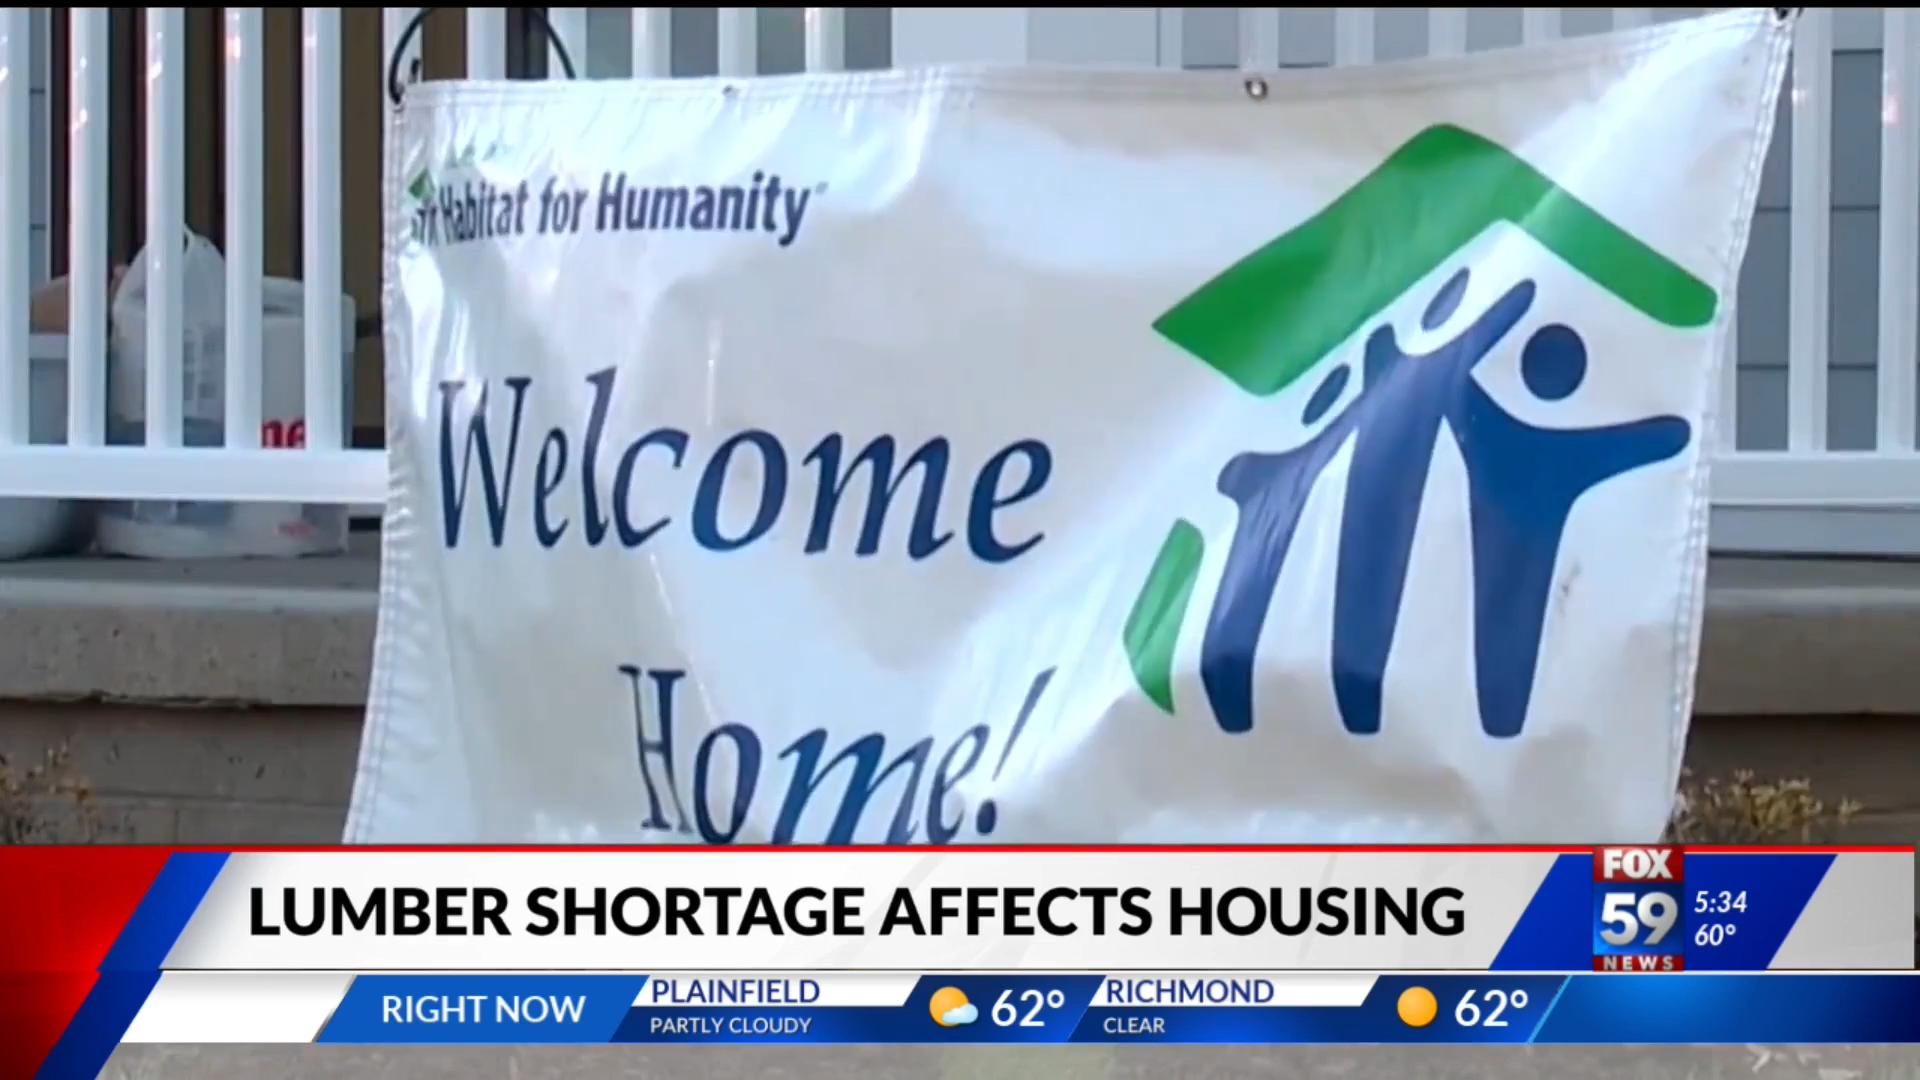 Habitat for Humanity
Welcome
Home!
LUMBER SHORTAGE AFFECTS HOUSING
FOX
59
NEWS
5:34
60°
RIGHT NOW
PLAINFIELD
PARTLY CLOUDY
62°
RICHMOND
CLEAR
62°